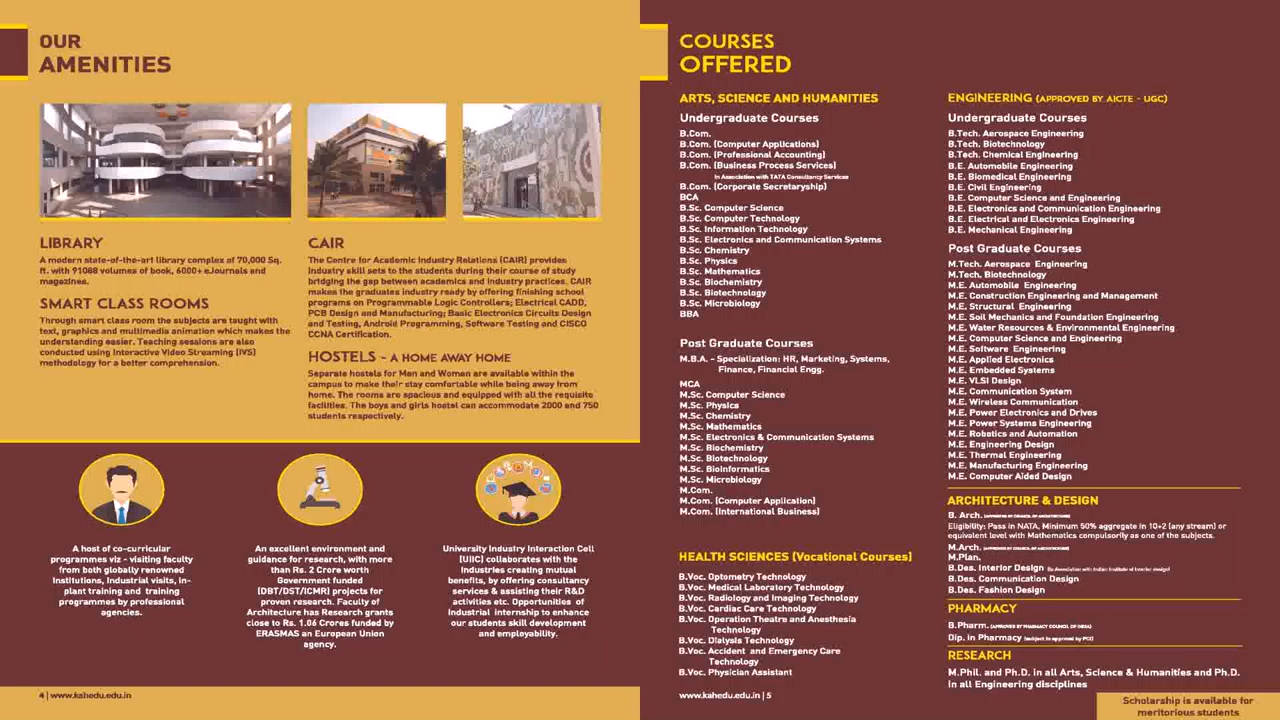 OUR
AMENITIES
LIBRARY
A modern state-of-the-art library complex of 70,000 Sq.
ft. with 91088 volumes of book, 6000+ eJournals and
magazines.
SMART CLASS ROOMS
Through smart class room the subjects are taught with
text, graphics and multimedia animation which makes the
understanding easier. Teaching sessions are also
conducted using Interactive Video Streaming (IVS)
methodology for a better comprehension.
CAIR
The Centre for Academic Industry Relations (CAIR) provides
industry skill sets to the students during their course of study
bridging the gap between academics and industry practices. CAIR
makes the graduates industry ready by offering finishing school
programs on Programmable Logic Controllers; Electrical CADD,
PCB Design and Manufacturing; Basic Electronics Circuits Design
and Testing, Android Programming, Software Testing and CISCO
CCNA Certification.
HOSTELS - A HOME AWAY HOME
Separate hostels for Men and Women are available within the
campus to make their stay comfortable while being away from
home. The rooms are spacious and equipped with all the requisite
facilities. The boys and girls hostel can accommodate 2000 and 750
students respectively.
A host of co-curricular
programmes viz - visiting faculty
from both globally renowned
Institutions, Industrial visits, in-
plant training and training
programmes by professional
agencies.
An excellent environment and
guidance for research, with more
than Rs. 2 Crore worth
Government funded
(DBT/DST/ICMR) projects for
proven research. Faculty of
Architecture has Research grants
close to Rs. 1.06 Crores funded by
ERASMAS an European Union
agency.
University Industry Interaction Cell
(UIIC) collaborates with the
industries creating mutual
benefits, by offering consultancy
services & assisting their R&D
activities etc. Opportunities of
Industrial internship to enhance
our students skill development
and employability.
4 | www.kahedu.edu.in
COURSES
OFFERED
ARTS, SCIENCE AND HUMANITIES
Undergraduate Courses
B.Com.
B.Com. (Computer Applications)
B.Com. (Professional Accounting)
B.Com. (Business Process Services)
In Association with TATA Consultancy Services
B.Com. (Corporate Secretaryship)
BCA
B.Sc. Computer Science
B.Sc. Computer Technology
B.Sc. Information Technology
B.Sc. Electronics and Communication Systems
B.Sc. Chemistry
B.Sc. Physics
B.Sc. Mathematics
B.Sc. Biochemistry
B.Sc. Biotechnology
B.Sc. Microbiology
BBA
Post Graduate Courses
M.B.A. - Specialization: HR, Marketing, Systems,
Finance, Financial Engg.
MCA
M.Sc. Computer Science
M.Sc. Physics
M.Sc. Chemistry
M.Sc. Mathematics
M.Sc. Electronics & Communication Systems
M.Sc. Biochemistry
M.Sc. Biotechnology
M.Sc. Bioinformatics
M.Sc. Microbiology
M.Com.
M.Com. (Computer Application)
M.Com. (International Business)
HEALTH SCIENCES (Vocational Courses)
B.Voc. Optometry Technology
B.Voc. Medical Laboratory Technology
B.Voc. Radiology and Imaging Technology
B.Voc. Cardiac Care Technology
B.Voc. Operation Theatre and Anesthesia
Technology
B.Voc. Dialysis Technology
B.Voc. Accident and Emergency Care
Technology
B.Voc. Physician Assistant
www.kahedu.edu.in | 5
ENGINEERING (APPROVED BY AICTE - UGC)
Undergraduate Courses
B.Tech. Aerospace Engineering
B.Tech. Biotechnology
B.Tech. Chemical Engineering
B.E. Automobile Engineering
B.E. Biomedical Engineering
B.E. Civil Engineering
B.E. Computer Science and Engineering
B.E. Electronics and Communication Engineering
B.E. Electrical and Electronics Engineering
B.E. Mechanical Engineering
Post Graduate Courses
M.Tech. Aerospace Engineering
M.Tech. Biotechnology
M.E. Automobile Engineering
M.E. Construction Engineering and Management
M.E. Structural Engineering
M.E. Soil Mechanics and Foundation Engineering
M.E. Water Resources & Environmental Engineering
M.E. Computer Science and Engineering
M.E. Software Engineering
M.E. Applied Electronics
M.E. Embedded Systems
M.E. VLSI Design
M.E. Communication System
M.E. Wireless Communication
M.E. Power Electronics and Drives
M.E. Power Systems Engineering
M.E. Robotics and Automation
M.E. Engineering Design
M.E. Thermal Engineering
M.E. Manufacturing Engineering
M.E. Computer Aided Design
ARCHITECTURE & DESIGN
B. Arch. (APPROVED BY COUNCIL OF ARCHITECTURE)
Eligibility: Pass in NATA, Minimum 50% aggregate in 10+2 (any stream) or
equivalent level with Mathematics compulsorily as one of the subjects.
M.Arch. (APPROVED BY COUNCIL OF ARCHITECTURE)
M.Plan.
B.Des. Interior Design (In Association with Indian Institute of Interior design)
B.Des. Communication Design
B.Des. Fashion Design
PHARMACY
B.Pharm. (APPROVED BY PHARMACY COUNCIL OF INDIA)
Dip. in Pharmacy (subject to approval by PCI)
RESEARCH
M.Phil. and Ph.D. in all Arts, Science & Humanities and Ph.D.
in all Engineering disciplines
Scholarship is available for
meritorious students